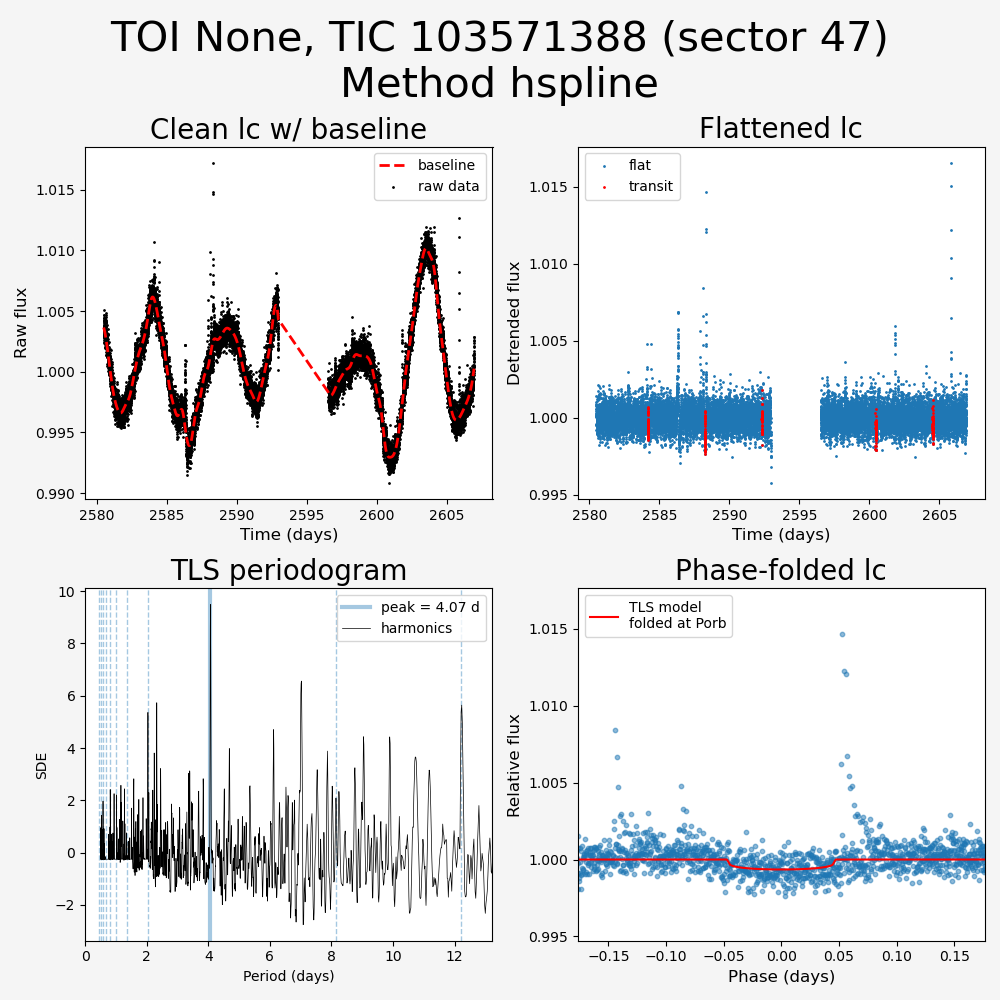 TOI None, TIC 103571388 (sector 47)
Method hspline
Clean lc w/ baseline
Raw flux
1.015
1.010
1.005
1.000
0.995
0.990
baseline
raw data
2580
2585
2590
2595
2600
2605
Time (days)
Flattened lc
Detrended flux
1.015
1.010
1.005
1.000
0.995
flat
transit
2580
2585
2590
2595
2600
2605
Time (days)
TLS periodogram
SDE
10
8
6
4
2
0
−2
peak = 4.07 d
harmonics
0
2
4
6
8
10
12
Period (days)
Phase-folded lc
Relative flux
1.015
1.010
1.005
1.000
0.995
TLS model
folded at Porb
−0.15
−0.10
−0.05
0.00
0.05
0.10
0.15
Phase (days)